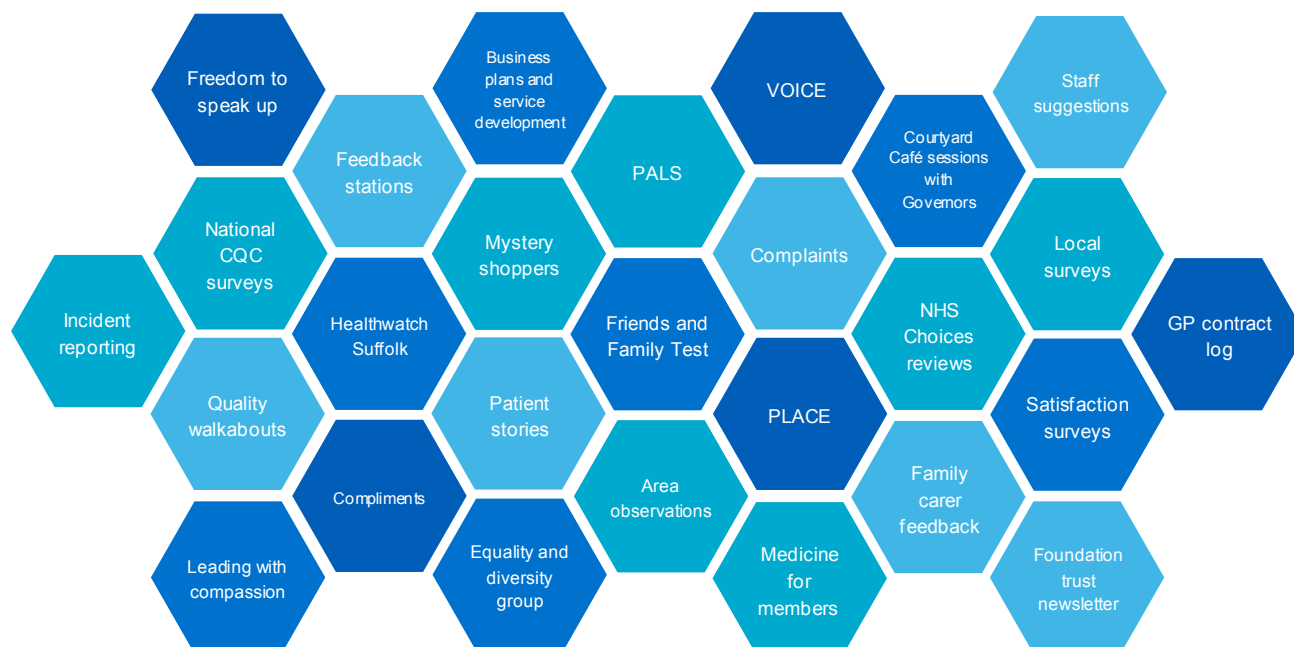 Freedom to
speak up
Business
plans and
service
development
VOICE
Staff
suggestions
Feedback
stations
PALS
Courtyard
Café sessions
with
Governors
National
CQC
surveys
Mystery
shoppers
Complaints
Local
surveys
Incident
reporting
Healthwatch
Suffolk
Friends and
Family Test
NHS
Choices
reviews
GP contract
log
Quality
walkabouts
Patient
stories
PLACE
Satisfaction
surveys
Compliments
Area
observations
Family
carer
feedback
Leading with
compassion
Equality and
diversity
group
Medicine
for
members
Foundation
trust
newsletter